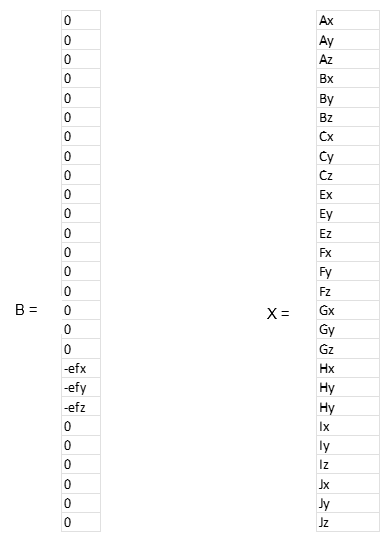 0 Ax
0 Ay
0 Az
0 Bx
0 By
0 Bz
0 Cx
0 Cy
0 Cz
0 Ex
0 Ey
0 Ez
0 Fx
0 Fy
0 Fz
B = 0 X = Gx
0 Gy
0 Gz
-efx Hx
-efy Hy
-efz Hy
0 Ix
0 Iy
0 Iz
0 Jx
0 Jy
0 Jz